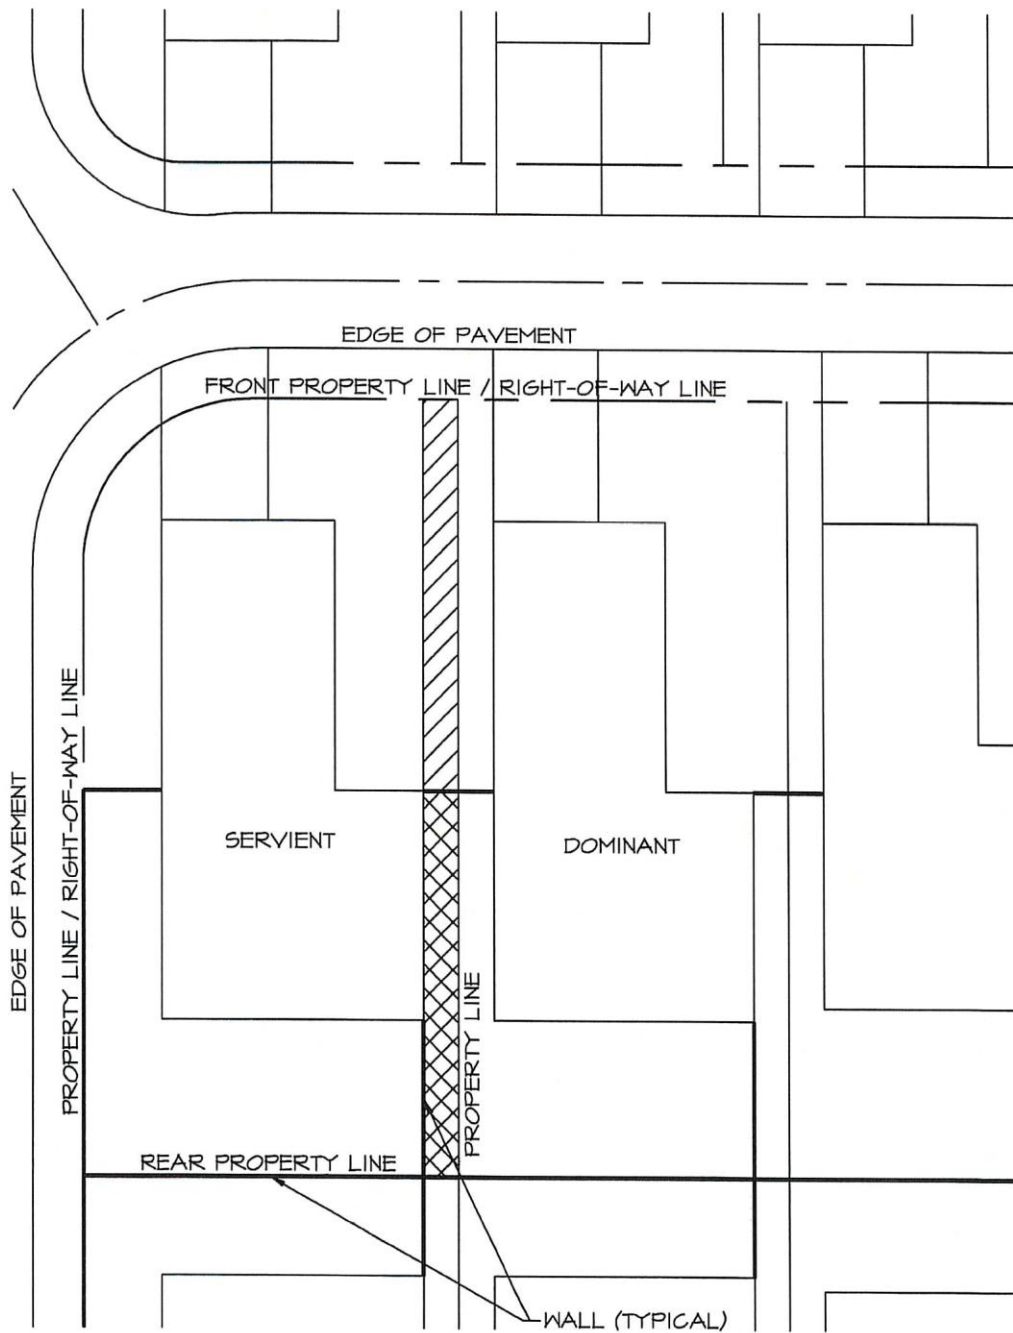 EDGE OF PAVEMENT
FRONT PROPERTY LINE / RIGHT-OF-WAY LINE
PROPERTY LINE / RIGHT-OF-WAY LINE
EDGE OF PAVEMENT
SERVIENT
DOMINANT
PROPERTY LINE
REAR PROPERTY LINE
WALL (TYPICAL)